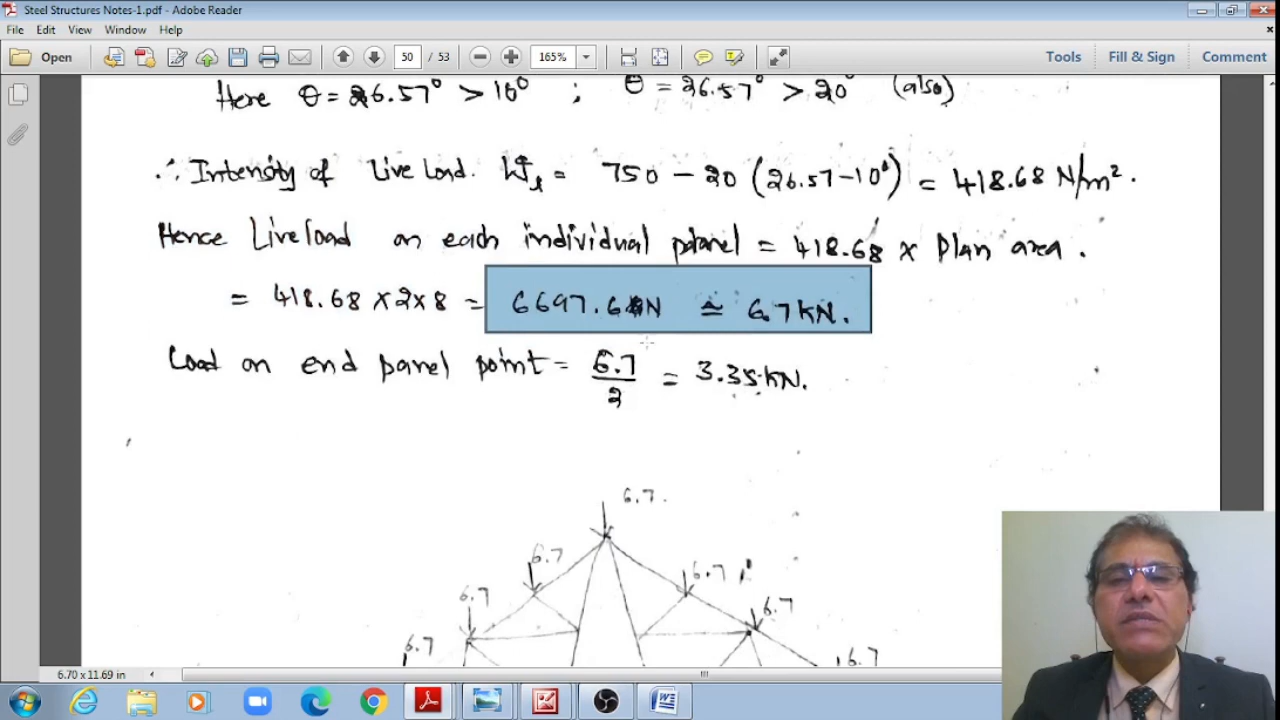 Steel Structures Notes-1.pdf - Adobe Reader
File Edit View Window Help
Open 50 / 53 165% Tools Fill & Sign Comment
Here θ = 26.57° > 10° ; θ = 26.57° > 20° (also)
∴ Intensity of live load. = 750 - 20 (26.57-10°) = 418.68 N/m².
Hence Live load on each individual panel = 418.68 x Plan area.
= 418.68 x 2 x 8 = 6697.6 N ≃ 6.7 kN.
Load on end panel point = 6.7/2 = 3.35 kN.
6.7.
6.7 6.7
6.7 6.7
6.7 6.7
6.70 x 11.69 in